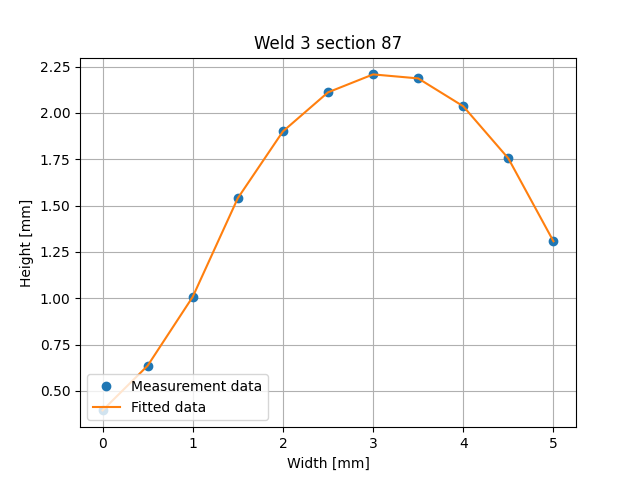 Weld 3 section 87
2.25
2.00
1.75
1.50
1.25
1.00
0.75
0.50
Height [mm]
Measurement data
Fitted data
0 1 2 3 4 5
Width [mm]